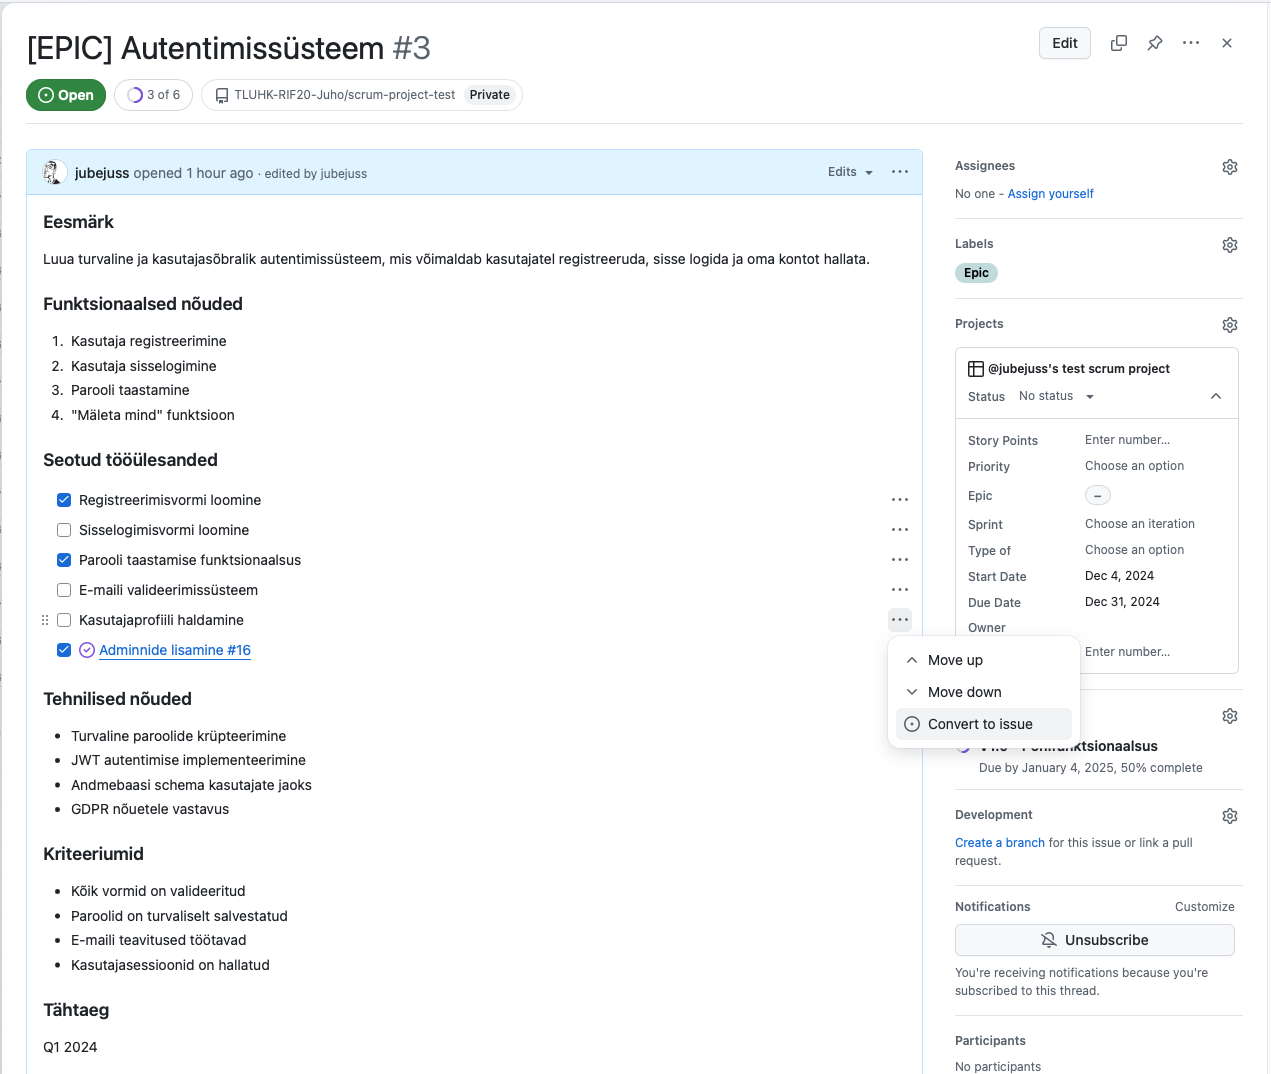 [EPIC] Autentimissüsteem #3
Edit
Open
3 of 6
TLUHK-RIF20-Juho/scrum-project-test Private
jubejuss opened 1 hour ago · edited by jubejuss
Edits
Eesmärk
Luua turvaline ja kasutajasõbralik autentimissüsteem, mis võimaldab kasutajatel registreeruda, sisse logida ja oma kontot hallata.
Funktsionaalsed nõuded
1. Kasutaja registreerimine
2. Kasutaja sisselogimine
3. Parooli taastamine
4. "Mäleta mind" funktsioon
Seotud tööülesanded
Registreerimisvormi loomine
Sisselogimisvormi loomine
Parooli taastamise funktsionaalsus
E-maili valideerimissüsteem
Kasutajaprofiili haldamine
Adminnide lisamine #16
Move up
Move down
Convert to issue
Tehnilised nõuded
Turvaline paroolide krüpteerimine
JWT autentimise implementeerimine
Andmebaasi schema kasutajate jaoks
GDPR nõuetele vastavus
Kriteeriumid
Kõik vormid on valideeritud
Paroolid on turvaliselt salvestatud
E-maili teavitused töötavad
Kasutajasessioonid on hallatud
Tähtaeg
Q1 2024
Assignees
No one - Assign yourself
Labels
Epic
Projects
@jubejuss's test scrum project
Status No status
Story Points Enter number...
Priority Choose an option
Epic –
Sprint Choose an iteration
Type of Choose an option
Start Date Dec 4, 2024
Due Date Dec 31, 2024
Owner
Enter number...
Due by January 4, 2025, 50% complete
Development
Create a branch for this issue or link a pull
request.
Notifications Customize
Unsubscribe
You're receiving notifications because you're
subscribed to this thread.
Participants
No participants